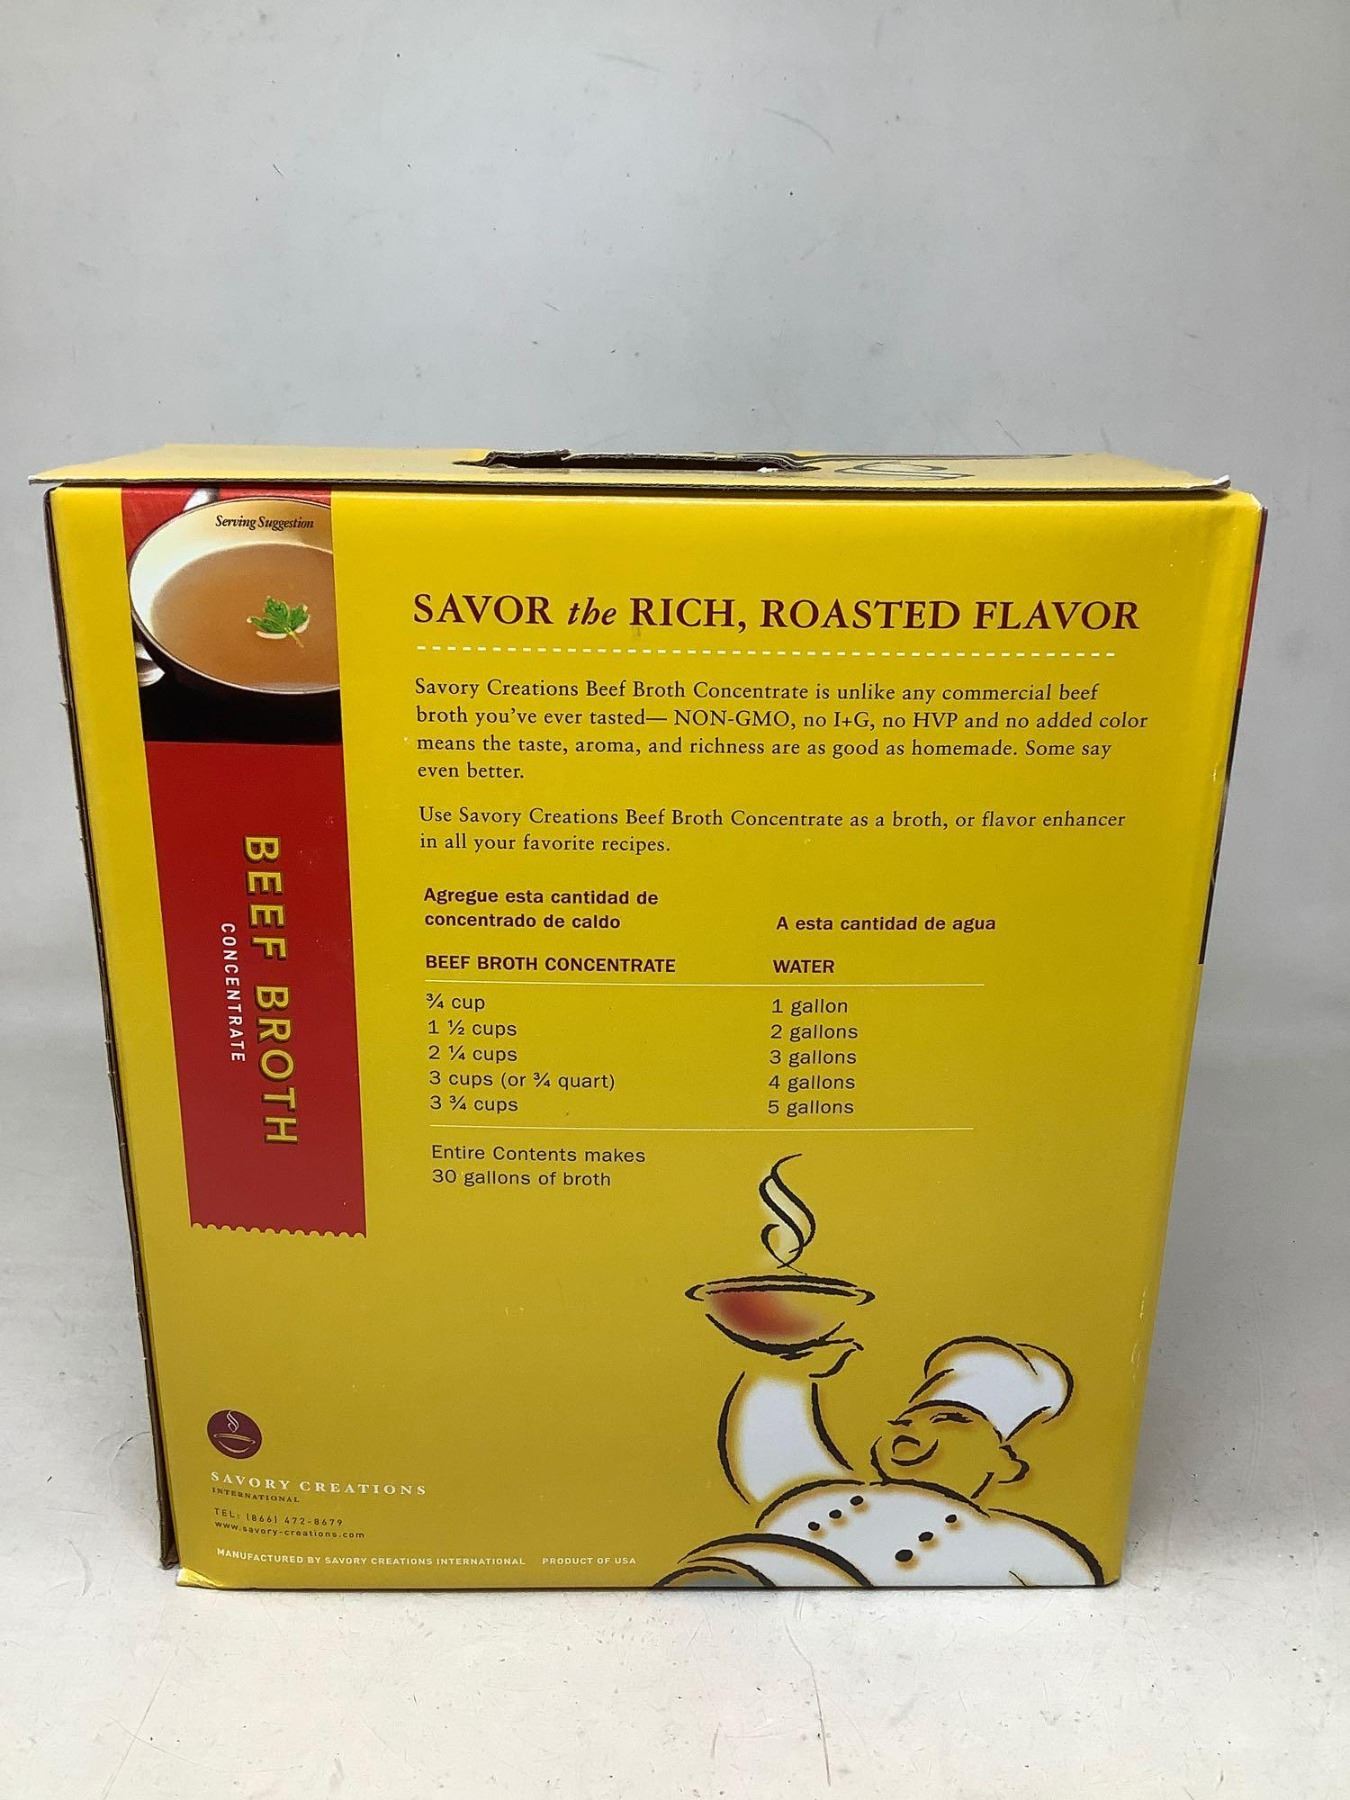 Serving Suggestion
SAVOR the RICH, ROASTED FLAVOR
Savory Creations Beef Broth Concentrate is unlike any commercial beef
broth you've ever tasted— NON-GMO, no I+G, no HVP and no added color
means the taste, aroma, and richness are as good as homemade. Some say
even better.
Use Savory Creations Beef Broth Concentrate as a broth, or flavor enhancer
in all your favorite recipes.
Agregue esta cantidad de
concentrado de caldo
A esta cantidad de agua
BEEF BROTH CONCENTRATE WATER
¾ cup 1 gallon
1 ½ cups 2 gallons
2 ¼ cups 3 gallons
3 cups (or ¾ quart) 4 gallons
3 ¾ cups 5 gallons
Entire Contents makes
30 gallons of broth
BEEF BROTH
CONCENTRATE
SAVORY CREATIONS
INTERNATIONAL
TEL: (866) 472-8679
www.savory-creations.com
MANUFACTURED BY SAVORY CREATIONS INTERNATIONAL PRODUCT OF USA